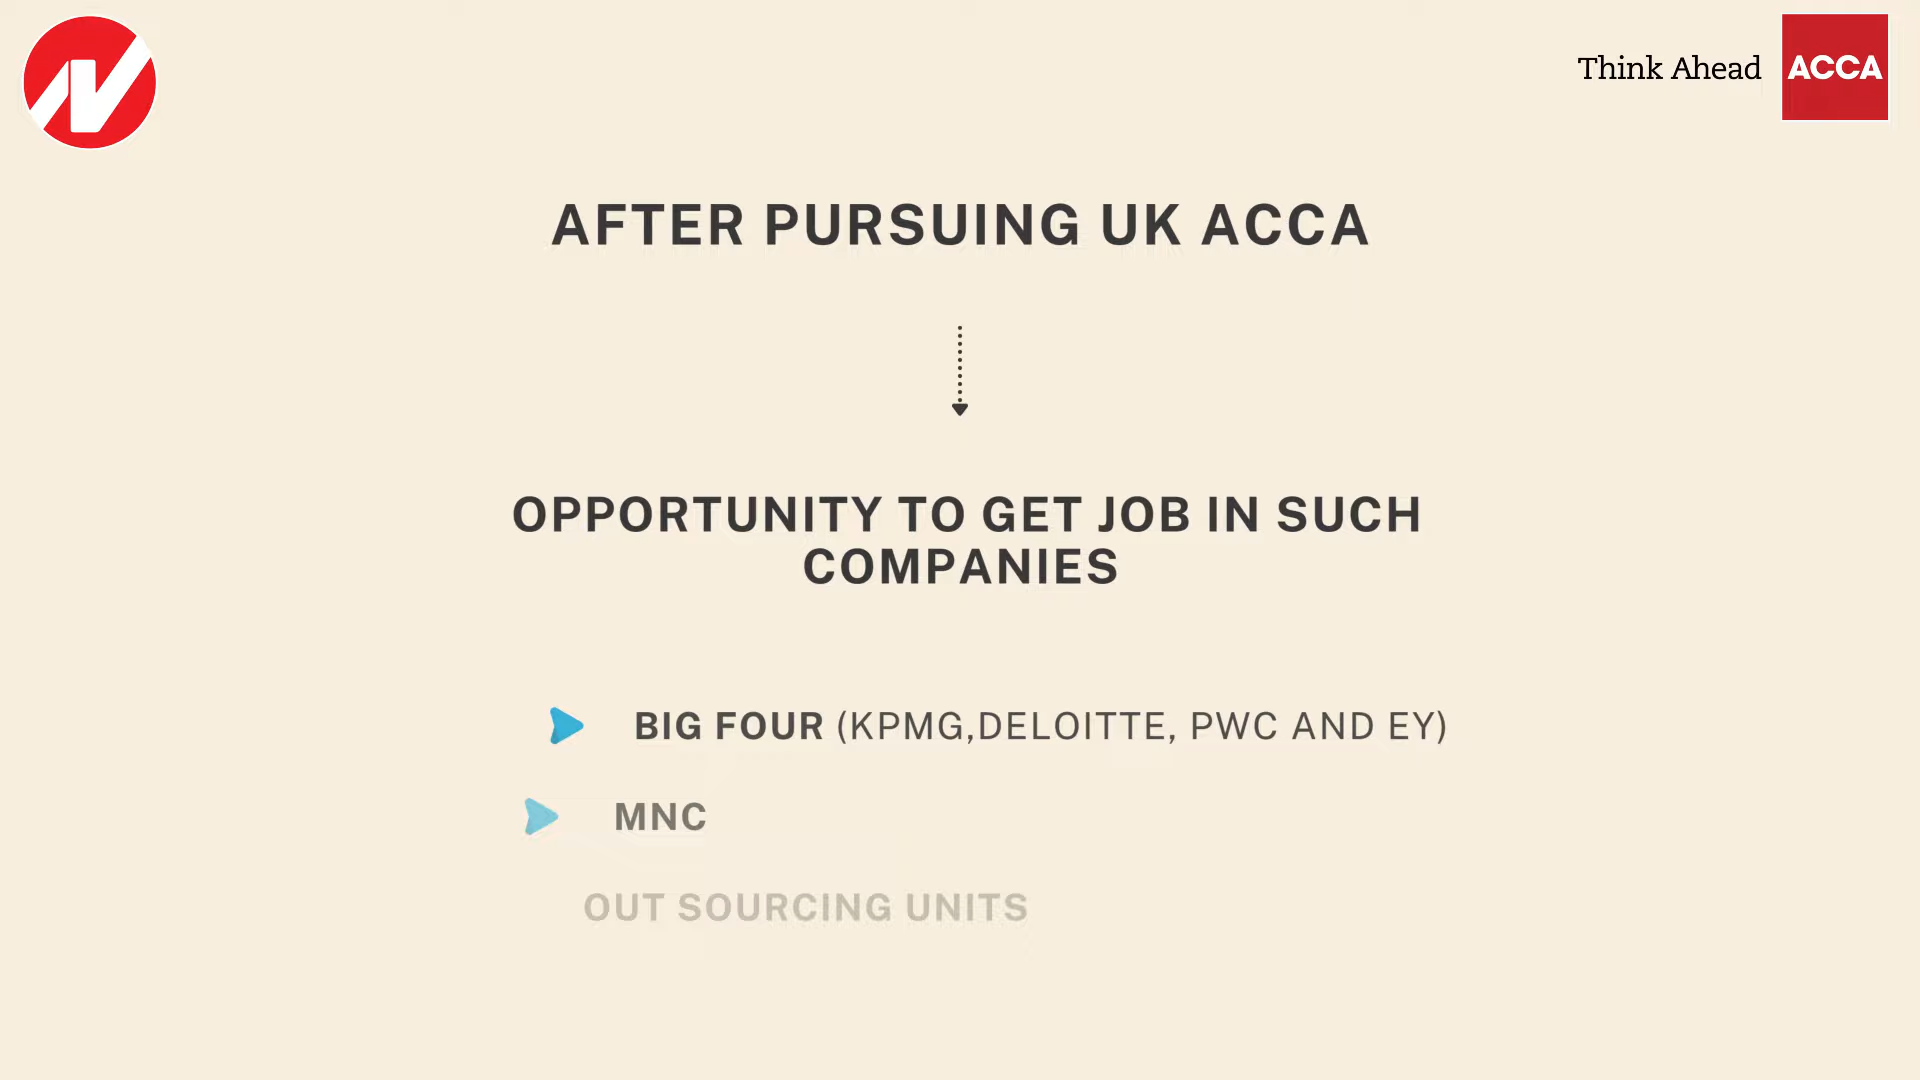 Think Ahead ACCA
AFTER PURSUING UK ACCA
OPPORTUNITY TO GET JOB IN SUCH
COMPANIES
BIG FOUR (KPMG,DELOITTE, PWC AND EY)
MNC
OUT SOURCING UNITS